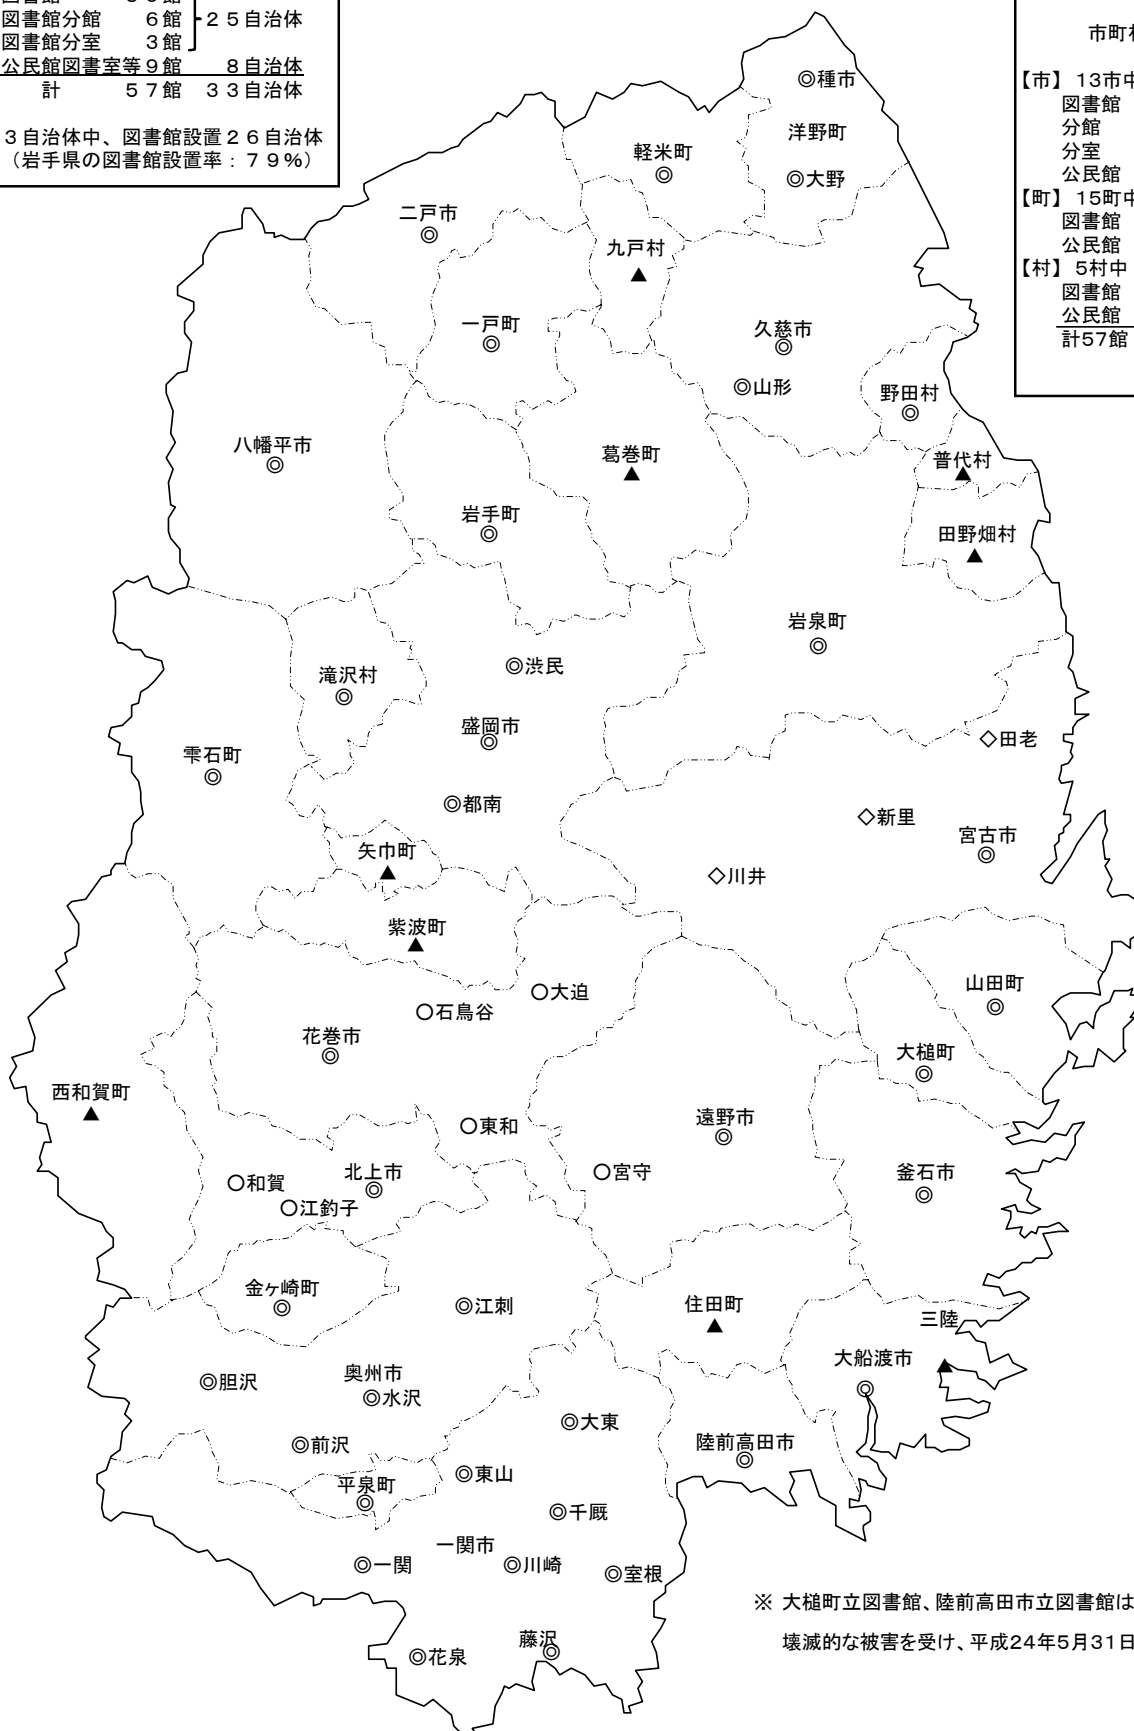 図書館分館 6館 25自治体
図書館分室 3館
公民館図書室等9館 8自治体
計 57館 33自治体
3自治体中、図書館設置26自治体
(岩手県の図書館設置率:79%)
【市】 13市中
図書館
分館
分室
公民館
【町】 15町中
図書館
公民館
【村】 5村中
図書館
公民館
計57館
◎種市
洋野町
軽米町
◎
◎大野
二戸市
◎
九戸村
▲
一戸町
◎
久慈市
◎
◎山形
野田村
◎
八幡平市
◎
葛巻町
▲
普代村
▲
岩手町
◎
田野畑村
▲
岩泉町
◎
◎渋民
滝沢村
◎
盛岡市
◎
◇田老
雫石町
◎
◎都南
◇新里
宮古市
◎
矢巾町
▲
◇川井
紫波町
▲
○大迫
山田町
◎
○石鳥谷
花巻市
◎
大槌町
◎
西和賀町
▲
○東和
遠野市
◎
○宮守
北上市
◎
釜石市
◎
○和賀
○江釣子
金ヶ崎町
◎
◎江刺
住田町
▲
三陸
▲
大船渡市
◎
◎胆沢
奥州市
◎水沢
◎大東
◎前沢
陸前高田市
◎
◎東山
平泉町
◎
◎千厩
一関市
◎一関
◎川崎
◎室根
※ 大槌町立図書館、陸前高田市立図書館は
壊滅的な被害を受け、平成24年5月31日
藤沢
◎
◎花泉